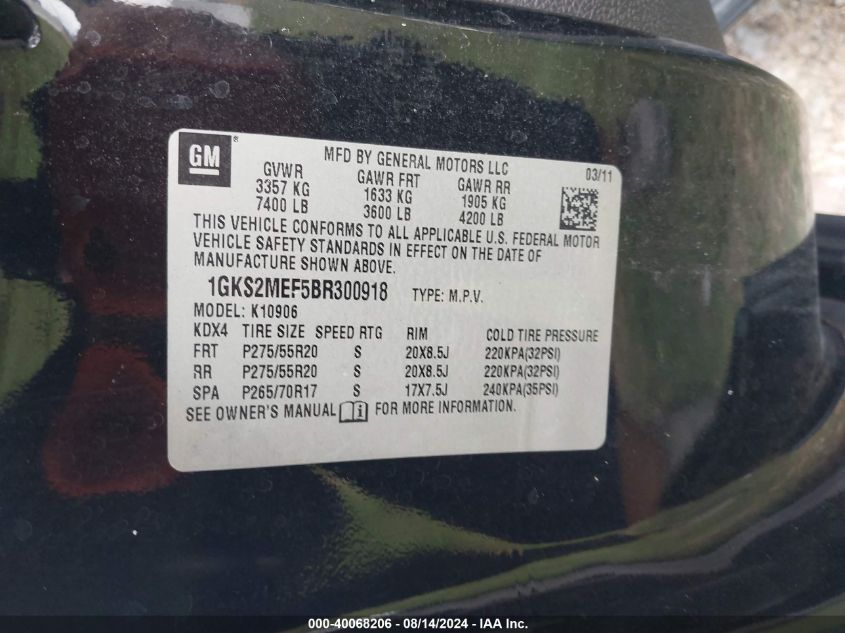 GM®
MFD BY GENERAL MOTORS LLC
03/11
GVWR GAWR FRT GAWR RR
3357 KG 1633 KG 1905 KG
7400 LB 3600 LB 4200 LB
THIS VEHICLE CONFORMS TO ALL APPLICABLE U.S. FEDERAL MOTOR
VEHICLE SAFETY STANDARDS IN EFFECT ON THE DATE OF
MANUFACTURE SHOWN ABOVE.
1GKS2MEF5BR300918 TYPE: M.P.V.
MODEL: K10906
KDX4 TIRE SIZE SPEED RTG RIM COLD TIRE PRESSURE
FRT P275/55R20 S 20X8.5J 220KPA(32PSI)
RR P275/55R20 S 20X8.5J 220KPA(32PSI)
SPA P265/70R17 S 17X7.5J 240KPA(35PSI)
SEE OWNER'S MANUAL i FOR MORE INFORMATION.
000-40068206 - 08/14/2024 - IAA Inc.